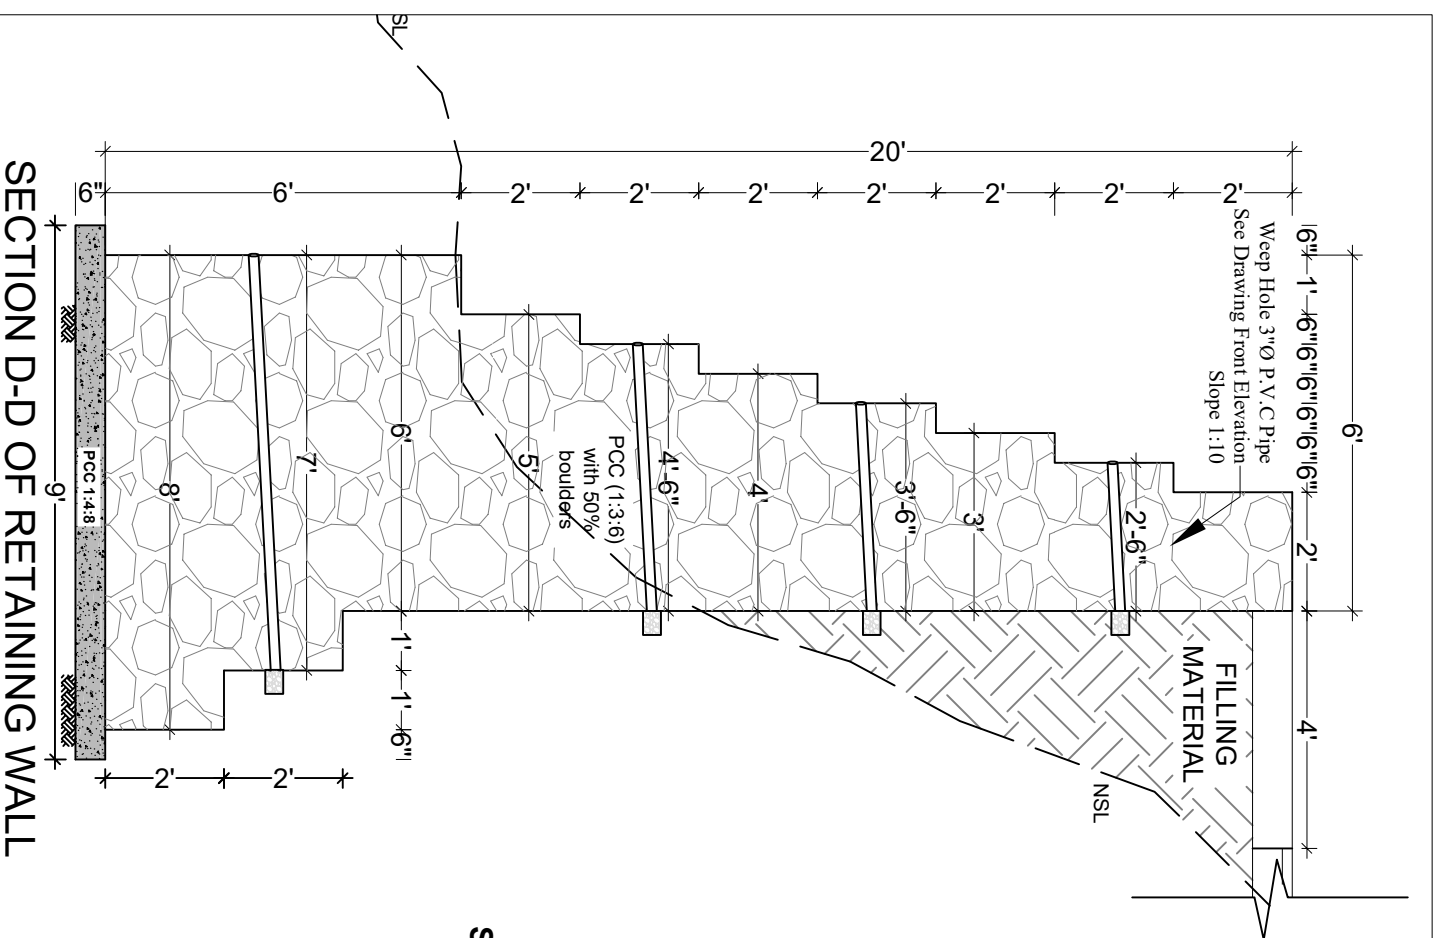 SL
20'
6"
6'
2'
2'
2'
2'
2'
2'
2'
Weep Hole 3"Ø P.V.C Pipe
See Drawing Front Elevation
Slope 1:10
6"
1'
6"
6"
6"
6"
6"
6"
2'
4'
6'
8'
7'
6'
5'
4'-6"
4'
3'-6"
3'
2'-6"
PCC (1:3:6)
with 50%
boulders
FILLING
MATERIAL
NSL
1'
1'
6"
2'
2'
PCC 1:4:8
9'
SECTION D-D OF RETAINING WALL
S